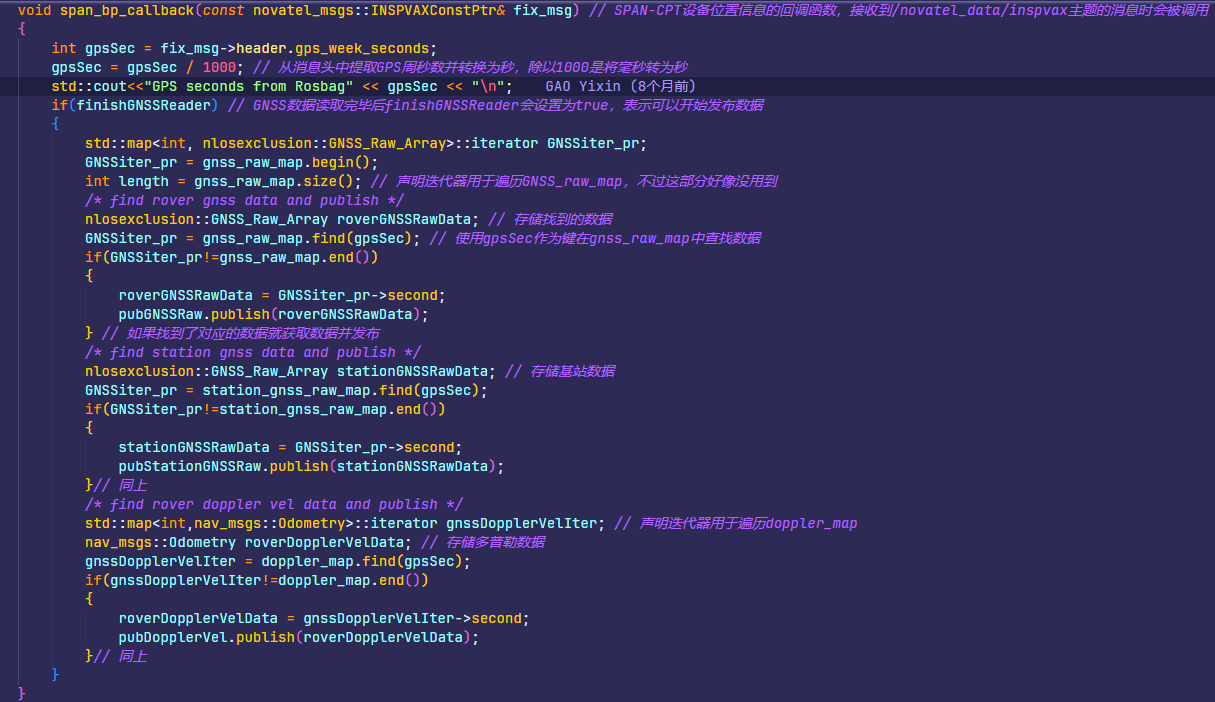 void span_bp_callback(const novatel_msgs::INSPVAXConstPtr& fix_msg) // SPAN-CPT设备位置信息的回调函数，接收到/novatel_data/inspvax主题的消息时会被调用
{
int gpsSec = fix_msg->header.gps_week_seconds;
gpsSec = gpsSec / 1000; // 从消息头中提取GPS周秒数并转换为秒，除以1000是将毫秒转为秒
std::cout<<"GPS seconds from Rosbag" << gpsSec << "\n"; GAO Yixin (8个月前)
if(finishGNSSReader) // GNSS数据读取完毕后finishGNSSReader会设置为true，表示可以开始发布数据
{
std::map<int, nlosexclusion::GNSS_Raw_Array>::iterator GNSSiter_pr;
GNSSiter_pr = gnss_raw_map.begin();
int length = gnss_raw_map.size(); // 声明迭代器用于遍历GNSS_raw_map，不过这部分好像没用到
/* find rover gnss data and publish */
nlosexclusion::GNSS_Raw_Array roverGNSSRawData; // 存储找到的数据
GNSSiter_pr = gnss_raw_map.find(gpsSec); // 使用gpsSec作为键在gnss_raw_map中查找数据
if(GNSSiter_pr!=gnss_raw_map.end())
{
roverGNSSRawData = GNSSiter_pr->second;
pubGNSSRaw.publish(roverGNSSRawData);
} // 如果找到了对应的数据就获取数据并发布
/* find station gnss data and publish */
nlosexclusion::GNSS_Raw_Array stationGNSSRawData; // 存储基站数据
GNSSiter_pr = station_gnss_raw_map.find(gpsSec);
if(GNSSiter_pr!=station_gnss_raw_map.end())
{
stationGNSSRawData = GNSSiter_pr->second;
pubStationGNSSRaw.publish(stationGNSSRawData);
}// 同上
/* find rover doppler vel data and publish */
std::map<int,nav_msgs::Odometry>::iterator gnssDopplerVelIter; // 声明迭代器用于遍历doppler_map
nav_msgs::Odometry roverDopplerVelData; // 存储多普勒数据
gnssDopplerVelIter = doppler_map.find(gpsSec);
if(gnssDopplerVelIter!=doppler_map.end())
{
roverDopplerVelData = gnssDopplerVelIter->second;
pubDopplerVel.publish(roverDopplerVelData);
}// 同上
}
}